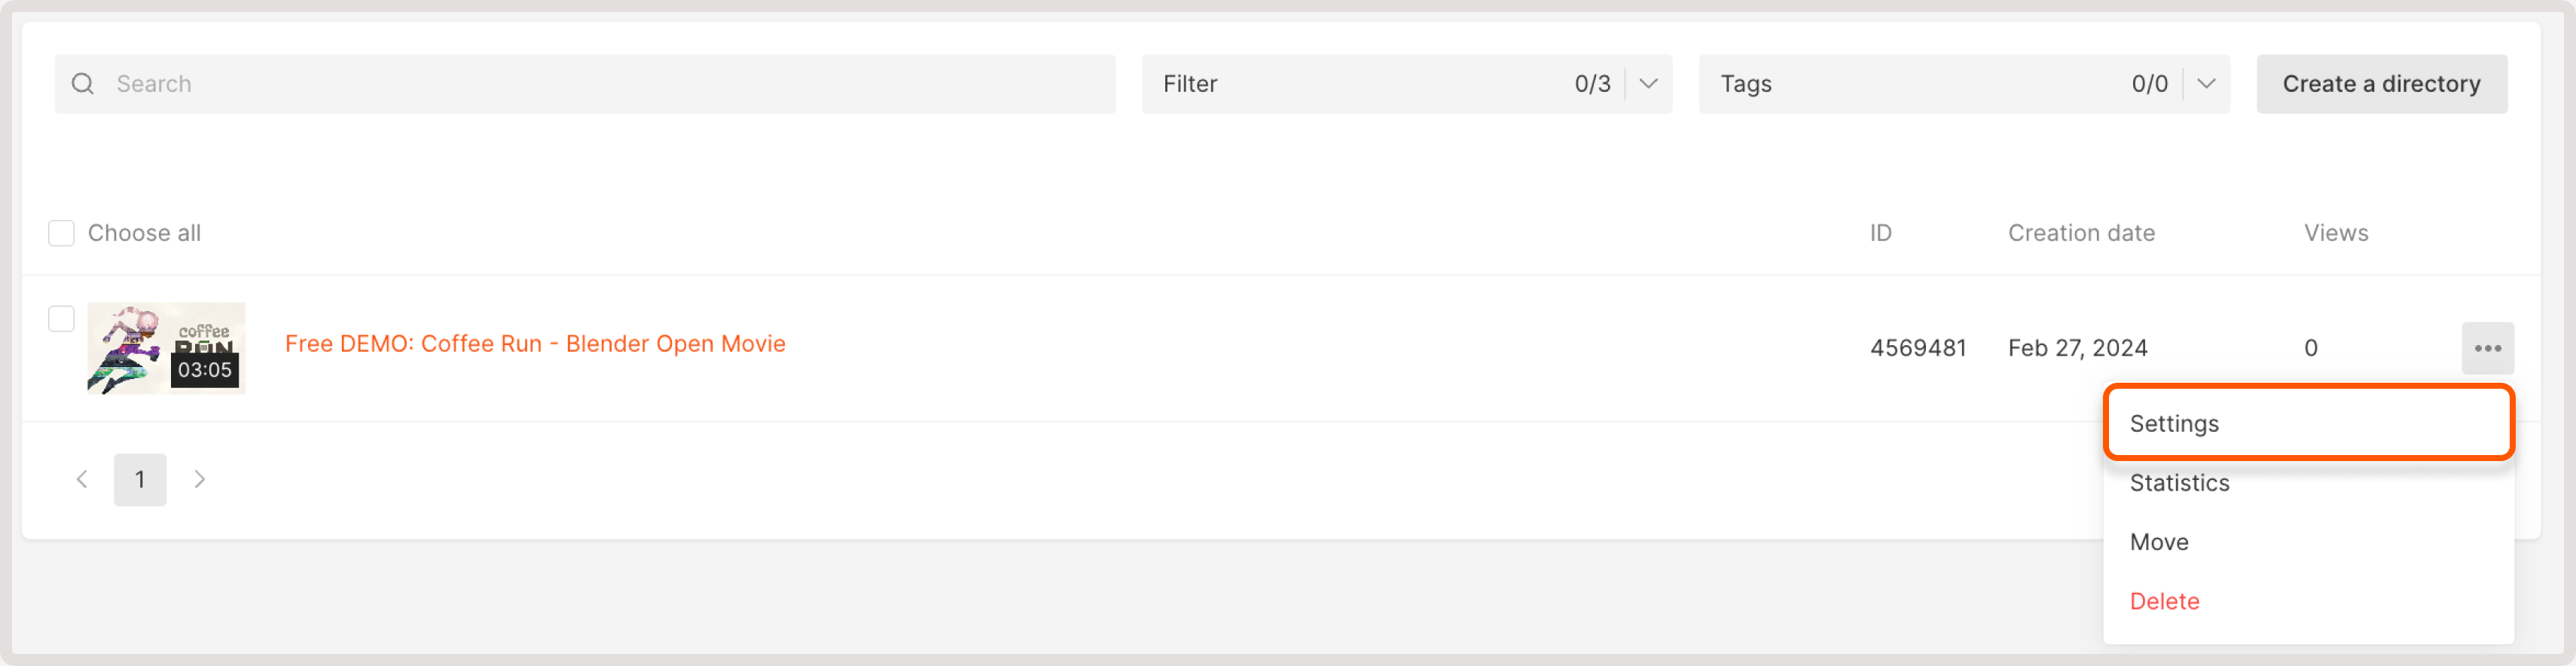 Search
Filter 0/3
Tags 0/0
Create a directory
Choose all ID Creation date Views
coffee
RUN
03:05
Free DEMO: Coffee Run - Blender Open Movie 4569481 Feb 27, 2024 0
Settings
1
Statistics
Move
Delete